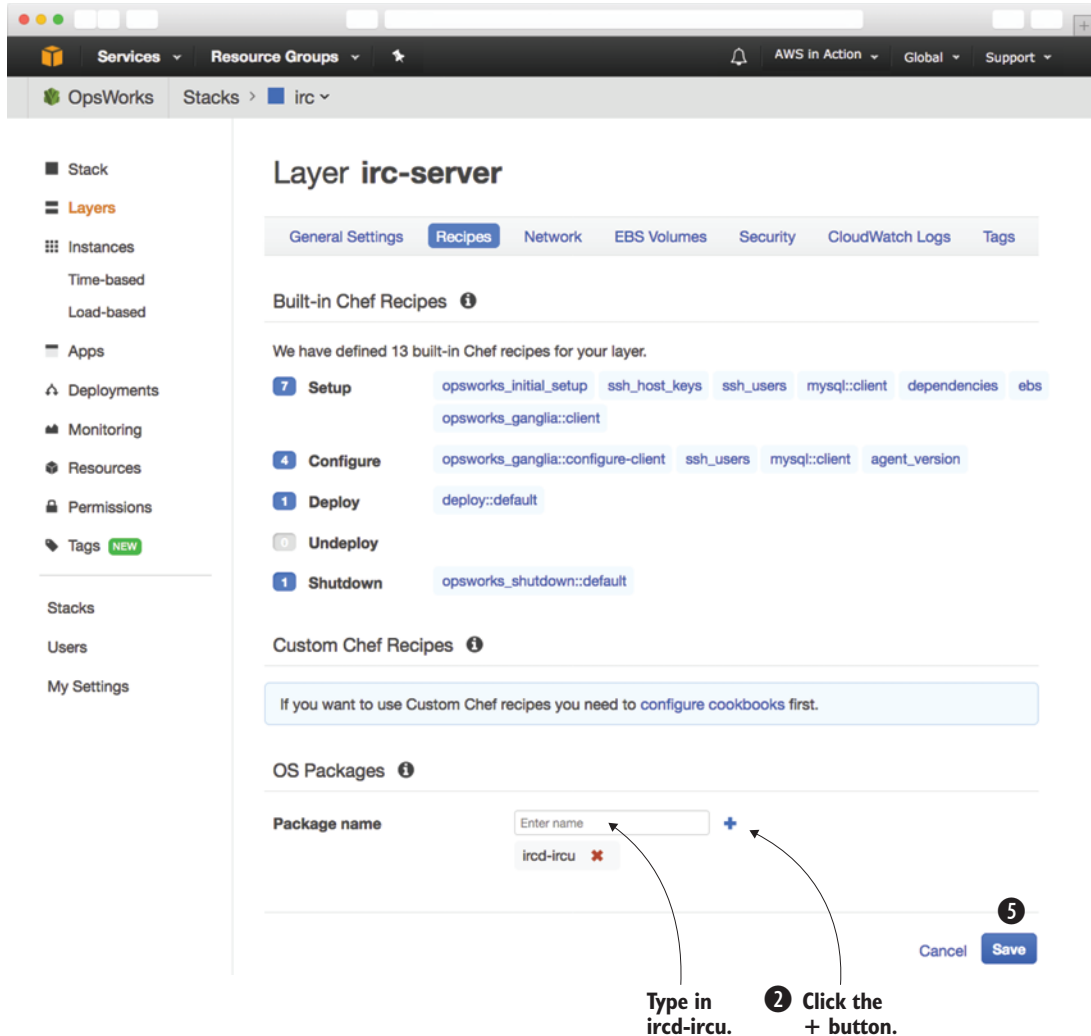 Services Resource Groups AWS in Action Global Support
OpsWorks Stacks > irc
Stack
Layers
Instances
Time-based
Load-based
Apps
Deployments
Monitoring
Resources
Permissions
Tags NEW
Stacks
Users
My Settings
Layer irc-server
General Settings Recipes Network EBS Volumes Security CloudWatch Logs Tags
Built-in Chef Recipes
We have defined 13 built-in Chef recipes for your layer.
7 Setup opsworks_initial_setup ssh_host_keys ssh_users mysql::client dependencies ebs
opsworks_ganglia::client
4 Configure opsworks_ganglia::configure-client ssh_users mysql::client agent_version
1 Deploy deploy::default
0 Undeploy
1 Shutdown opsworks_shutdown::default
Custom Chef Recipes
If you want to use Custom Chef recipes you need to configure cookbooks first.
OS Packages
Package name Enter name +
ircd-ircu
5
Cancel Save
Type in
ircd-ircu.
2 Click the
+ button.